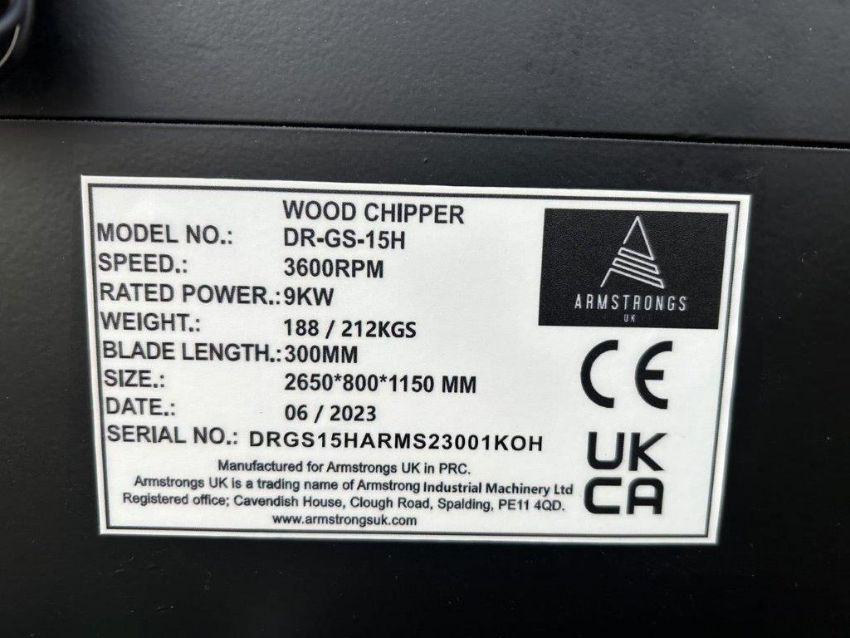 WOOD CHIPPER
MODEL NO.: DR-GS-15H
SPEED.: 3600RPM
RATED POWER.: 9KW
WEIGHT.: 188 / 212KGS
BLADE LENGTH.: 300MM
SIZE.: 2650*800*1150 MM
DATE.: 06 / 2023
SERIAL NO.: DRGS15HARMS23001KOH
Manufactured for Armstrongs UK in PRC.
Armstrongs UK is a trading name of Armstrong Industrial Machinery Ltd
Registered office; Cavendish House, Clough Road, Spalding, PE11 4QD.
www.armstrongsuk.com
ARMSTRONGS
UK
CE
UK
CA